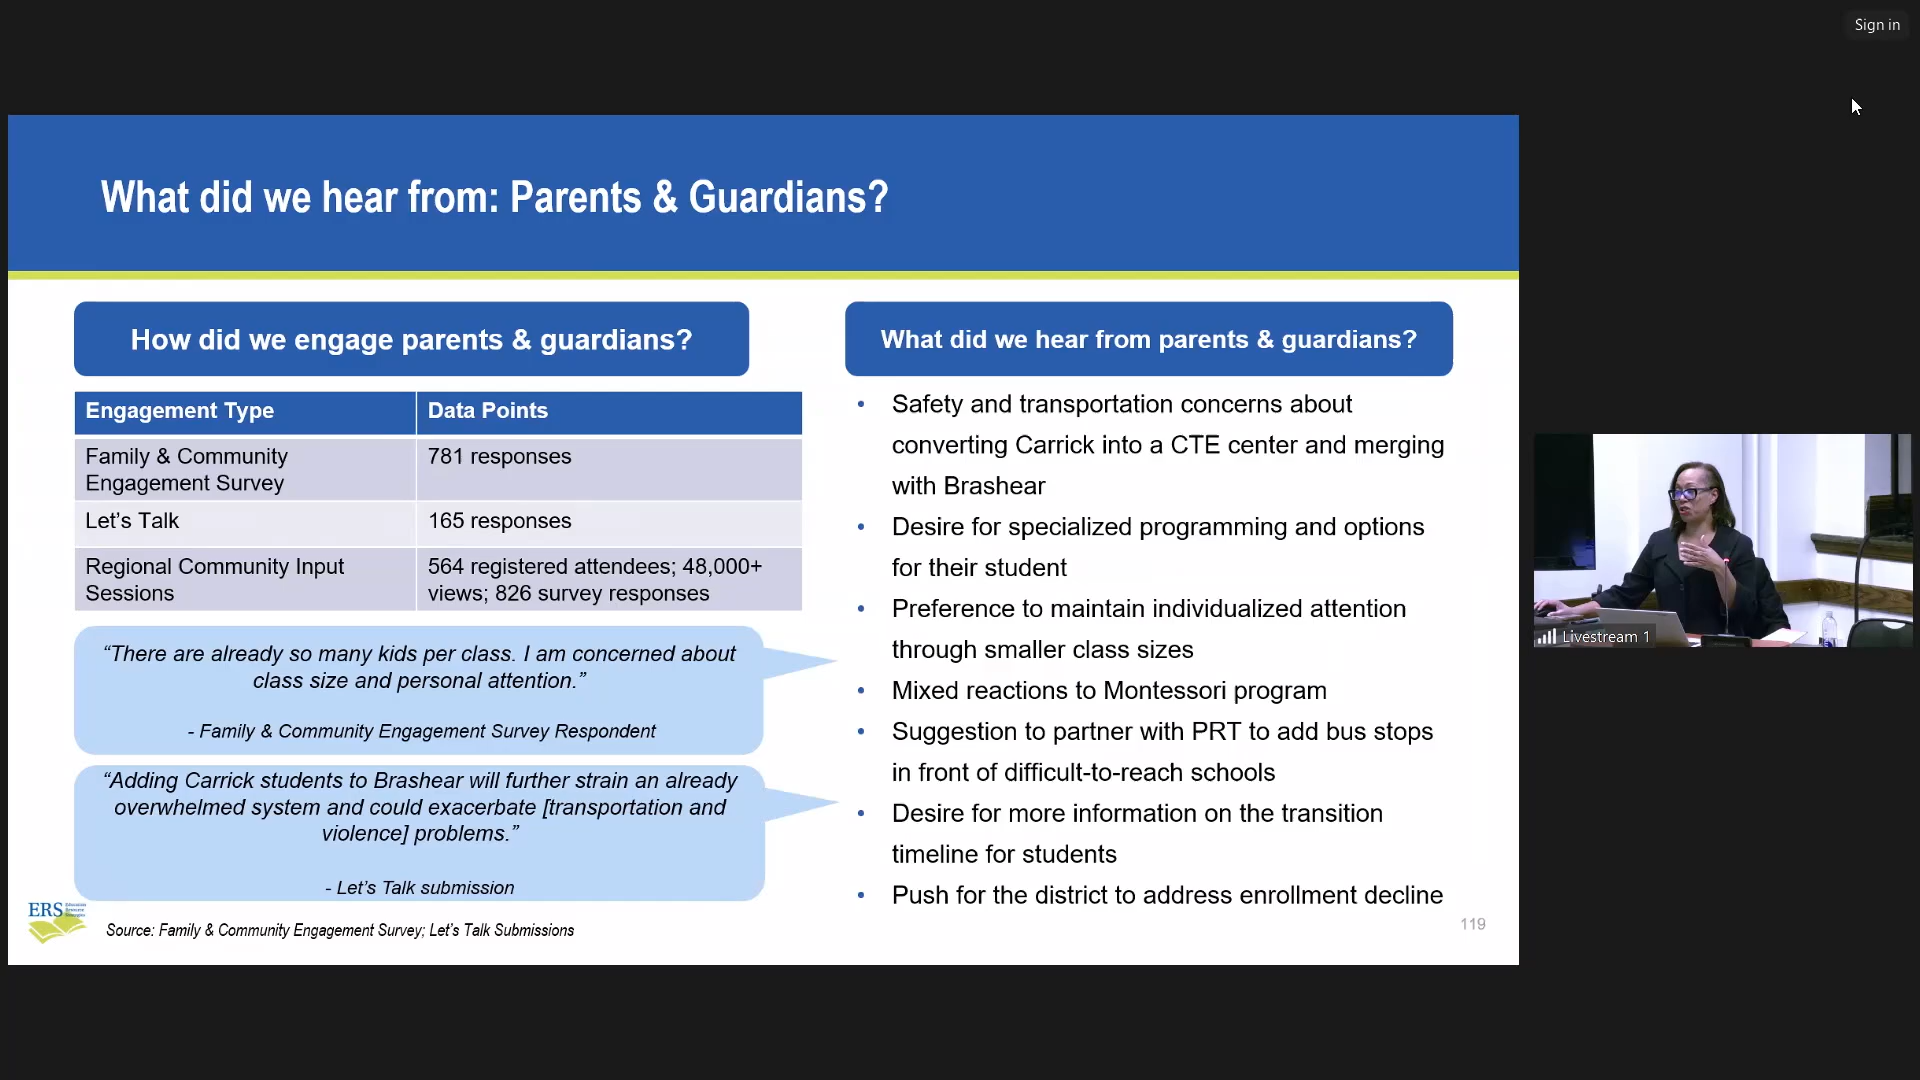 Sign in
What did we hear from: Parents & Guardians?
How did we engage parents & guardians?
Engagement Type
Data Points
Family & Community
Engagement Survey
781 responses
Let’s Talk
165 responses
Regional Community Input
Sessions
564 registered attendees; 48,000+
views; 826 survey responses
“There are already so many kids per class. I am concerned about
class size and personal attention.”
- Family & Community Engagement Survey Respondent
“Adding Carrick students to Brashear will further strain an already
overwhelmed system and could exacerbate [transportation and
violence] problems.”
- Let’s Talk submission
What did we hear from parents & guardians?
• Safety and transportation concerns about
converting Carrick into a CTE center and merging
with Brashear
• Desire for specialized programming and options
for their student
• Preference to maintain individualized attention
through smaller class sizes
• Mixed reactions to Montessori program
• Suggestion to partner with PRT to add bus stops
in front of difficult-to-reach schools
• Desire for more information on the transition
timeline for students
• Push for the district to address enrollment decline
ERS
Source: Family & Community Engagement Survey; Let’s Talk Submissions
119
Livestream 1